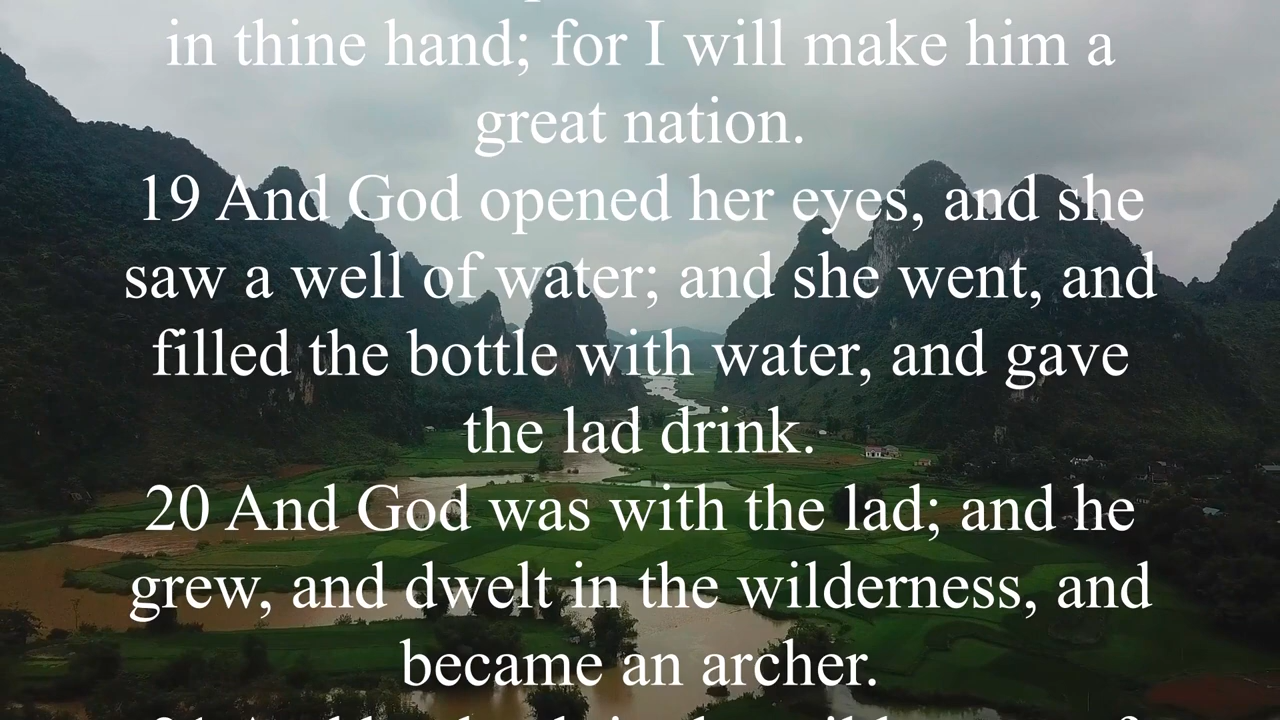 in thine hand; for I will make him a
great nation.
19 And God opened her eyes, and she
saw a well of water; and she went, and
filled the bottle with water, and gave
the lad drink.
20 And God was with the lad; and he
grew, and dwelt in the wilderness, and
became an archer.